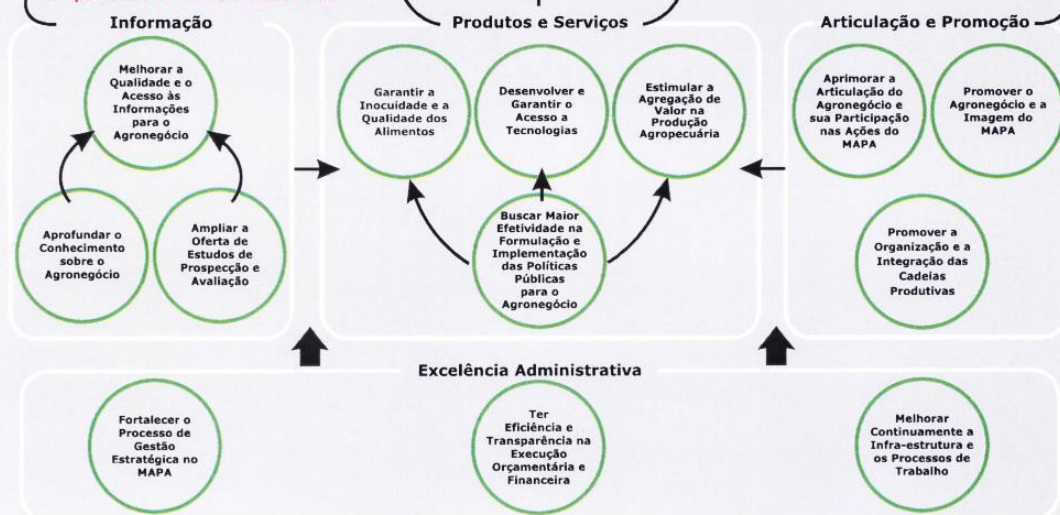 Informação
Melhorar a
Qualidade e o
Acesso às
Informações
para o
Agronegócio
Aprofundar o
Conhecimento
sobre o
Agronegócio
Ampliar a
Oferta de
Estudos de
Prospecção e
Avaliação
Produtos e Serviços
Garantir a
Inocuidade e a
Qualidade dos
Alimentos
Desenvolver e
Garantir o
Acesso a
Tecnologias
Estimular a
Agregação de
Valor na
Produção
Agropecuária
Buscar Maior
Efetividade na
Formulação e
Implementação
das Políticas
Públicas
para o
Agronegócio
Articulação e Promoção
Aprimorar a
Articulação do
Agronegócio e
sua Participação
nas Ações do
MAPA
Promover o
Agronegócio e a
Imagem do
MAPA
Promover a
Organização e a
Integração das
Cadeias
Produtivas
Excelência Administrativa
Fortalecer o
Processo de
Gestão
Estratégica no
MAPA
Ter
Eficiência e
Transparência na
Execução
Orçamentária e
Financeira
Melhorar
Continuamente a
Infra-estrutura e
os Processos de
Trabalho